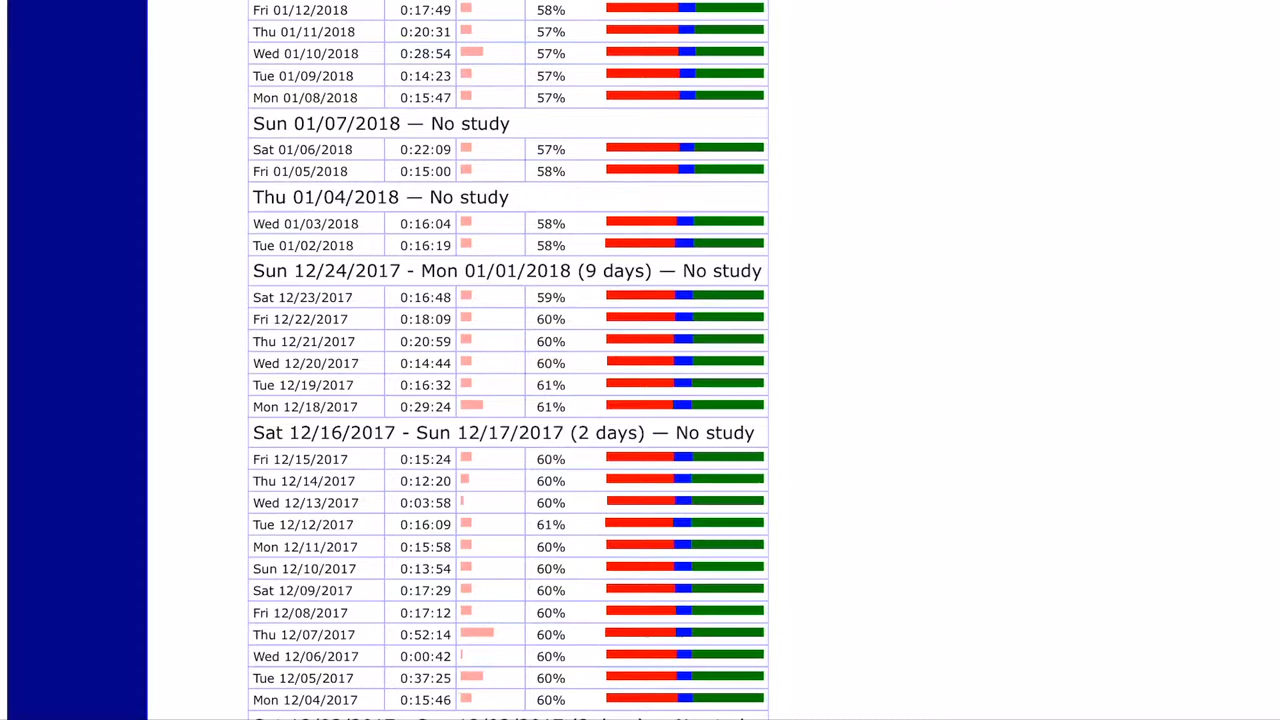 Fri 01/12/2018 0:17:49 58%
Thu 01/11/2018 0:20:31 57%
Wed 01/10/2018 0:28:54 57%
Tue 01/09/2018 0:14:23 57%
Mon 01/08/2018 0:15:47 57%
Sun 01/07/2018 — No study
Sat 01/06/2018 0:22:09 57%
Fri 01/05/2018 0:13:00 58%
Thu 01/04/2018 — No study
Wed 01/03/2018 0:16:04 58%
Tue 01/02/2018 0:16:19 58%
Sun 12/24/2017 - Mon 01/01/2018 (9 days) — No study
Sat 12/23/2017 0:16:48 59%
Fri 12/22/2017 0:18:09 60%
Thu 12/21/2017 0:20:59 60%
Wed 12/20/2017 0:14:44 60%
Tue 12/19/2017 0:16:32 61%
Mon 12/18/2017 0:29:24 61%
Sat 12/16/2017 - Sun 12/17/2017 (2 days) — No study
Fri 12/15/2017 0:15:24 60%
Thu 12/14/2017 0:12:20 60%
Wed 12/13/2017 0:03:58 60%
Tue 12/12/2017 0:16:09 61%
Mon 12/11/2017 0:15:58 60%
Sun 12/10/2017 0:13:54 60%
Sat 12/09/2017 0:17:29 60%
Fri 12/08/2017 0:17:12 60%
Thu 12/07/2017 0:52:14 60%
Wed 12/06/2017 0:00:42 60%
Tue 12/05/2017 0:37:25 60%
Mon 12/04/2017 0:15:46 60%